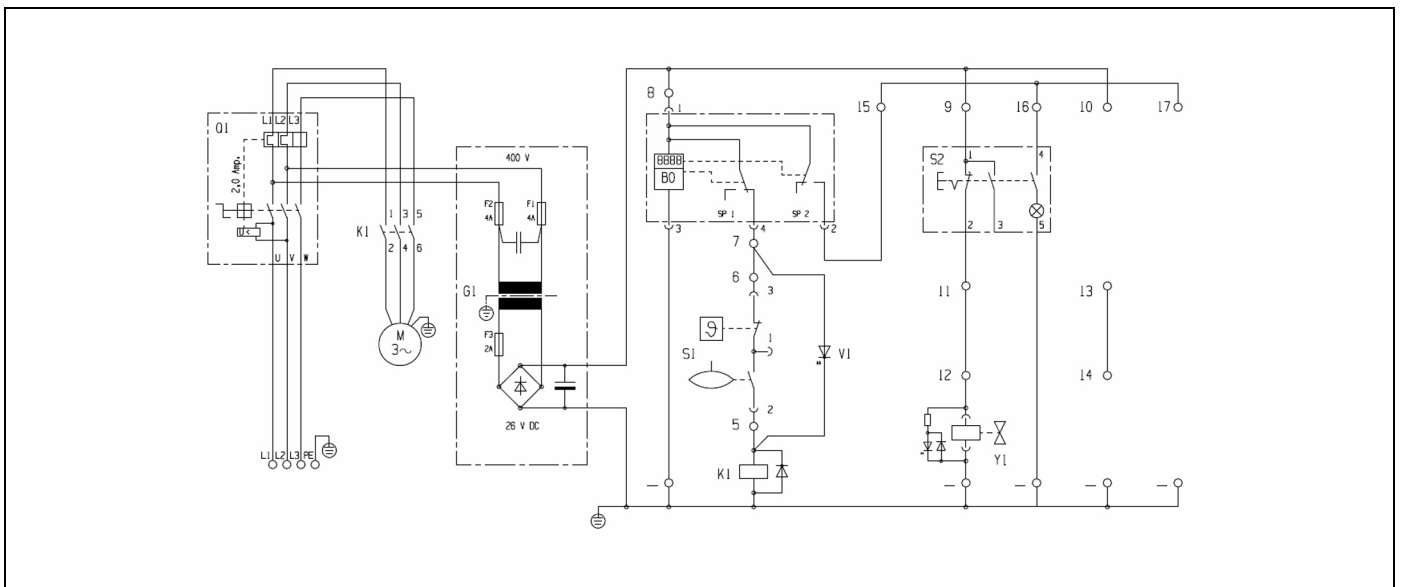 Q1
L1 L2 L3
2,0 Amp.
U<
U V W
L1 L2 L3 PE
1 3 5
K1
2 4 6
M
3~
400 V
F2
4A
F1
4A
G1
F3
2A
26 V DC
8
1
8888
B0
SP 1
SP 2
3
4
2
7
6
3
ϑ
1
S1
V1
2
5
K1
15
9
16
10
17
S2
1
4
2
3
5
11
13
12
14
Y1
—
—
—
—
—